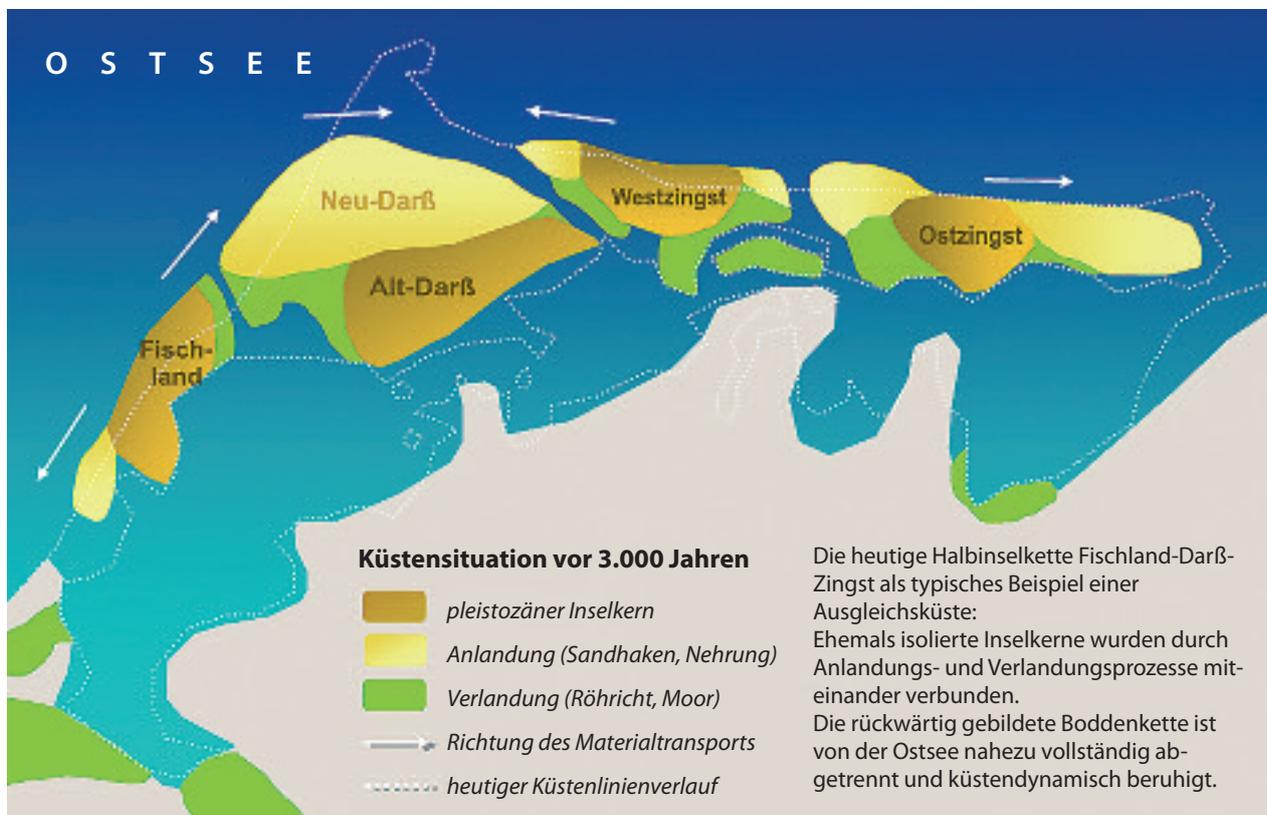 OSTSEE
Neu-Darß
Westzingst
Ostzingst
Alt-Darß
Fisch-
land
Küstensituation vor 3.000 Jahren
pleistozäner Inselkern
Anlandung (Sandhaken, Nehrung)
Verlandung (Röhricht, Moor)
Richtung des Materialtransports
heutiger Küstenlinienverlauf
Die heutige Halbinselkette Fischland-Darß-
Zingst als typisches Beispiel einer
Ausgleichsküste:
Ehemals isolierte Inselkerne wurden durch
Anlandungs- und Verlandungsprozesse mit-
einander verbunden.
Die rückwärtig gebildete Boddenkette ist
von der Ostsee nahezu vollständig ab-
getrennt und küstendynamisch beruhigt.